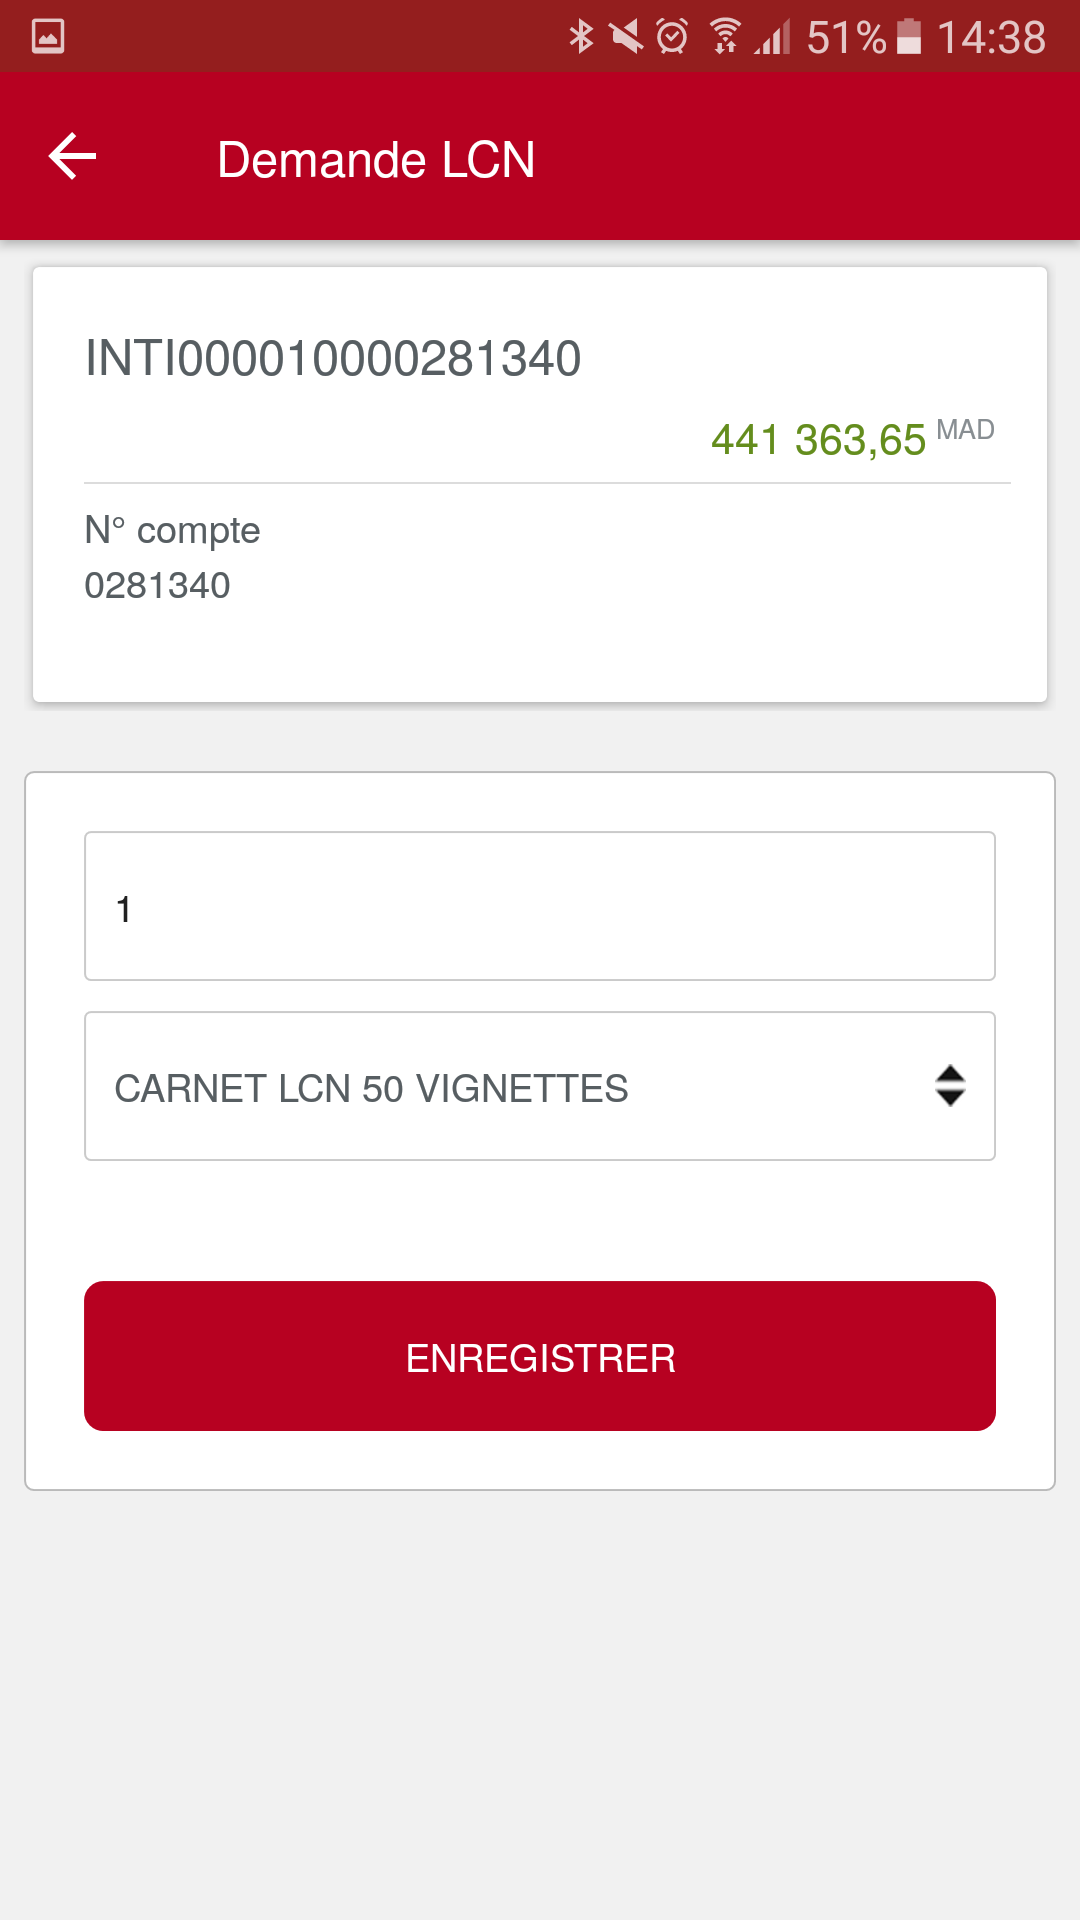 51% 14:38
Demande LCN
INTI000010000281340
441 363,65 MAD
N° compte
0281340
1
CARNET LCN 50 VIGNETTES
ENREGISTRER